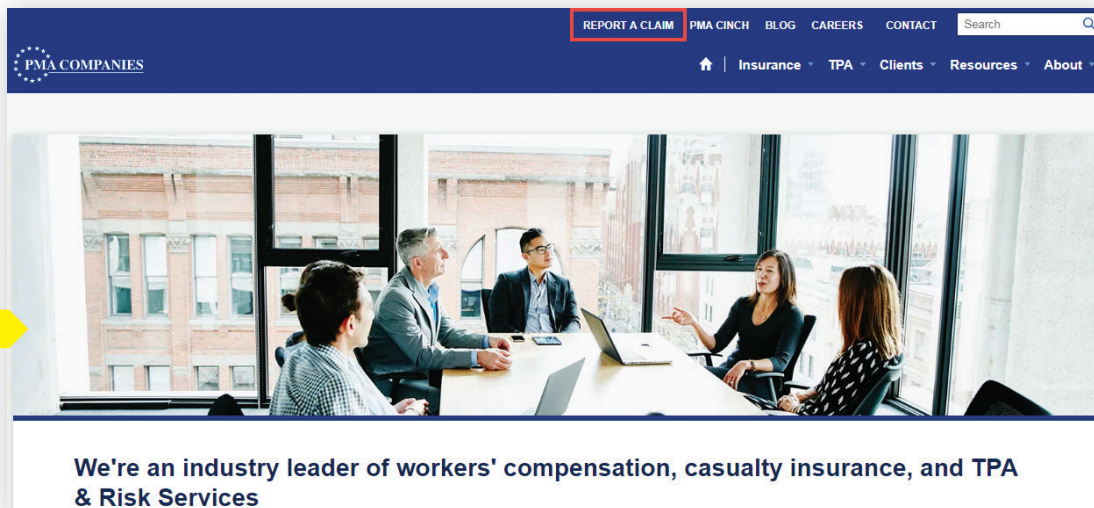 REPORT A CLAIM PMA CINCH BLOG CAREERS CONTACT Search
PMA COMPANIES
Insurance TPA Clients Resources About
We're an industry leader of workers' compensation, casualty insurance, and TPA
& Risk Services